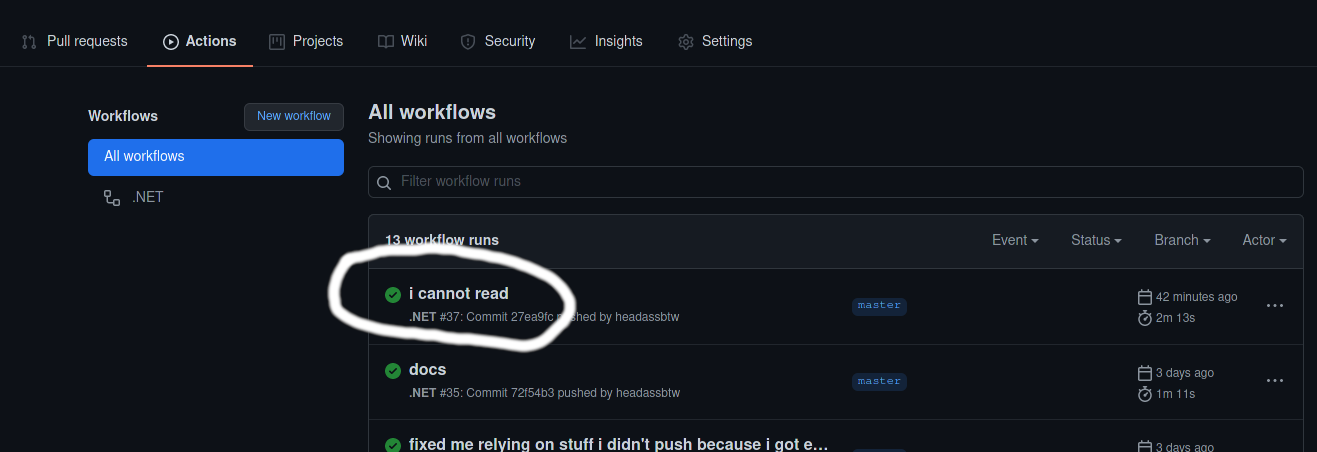 Pull requests
Actions
Projects
Wiki
Security
Insights
Settings
Workflows
New workflow
All workflows
.NET
All workflows
Showing runs from all workflows
Filter workflow runs
13 workflow runs
Event
Status
Branch
Actor
i cannot read
.NET #37: Commit 27ea9fc pushed by headassbtw
master
42 minutes ago
2m 13s
docs
.NET #35: Commit 72f54b3 pushed by headassbtw
master
3 days ago
1m 11s
fixed me relying on stuff i didn't push because i got e...
3 days ago